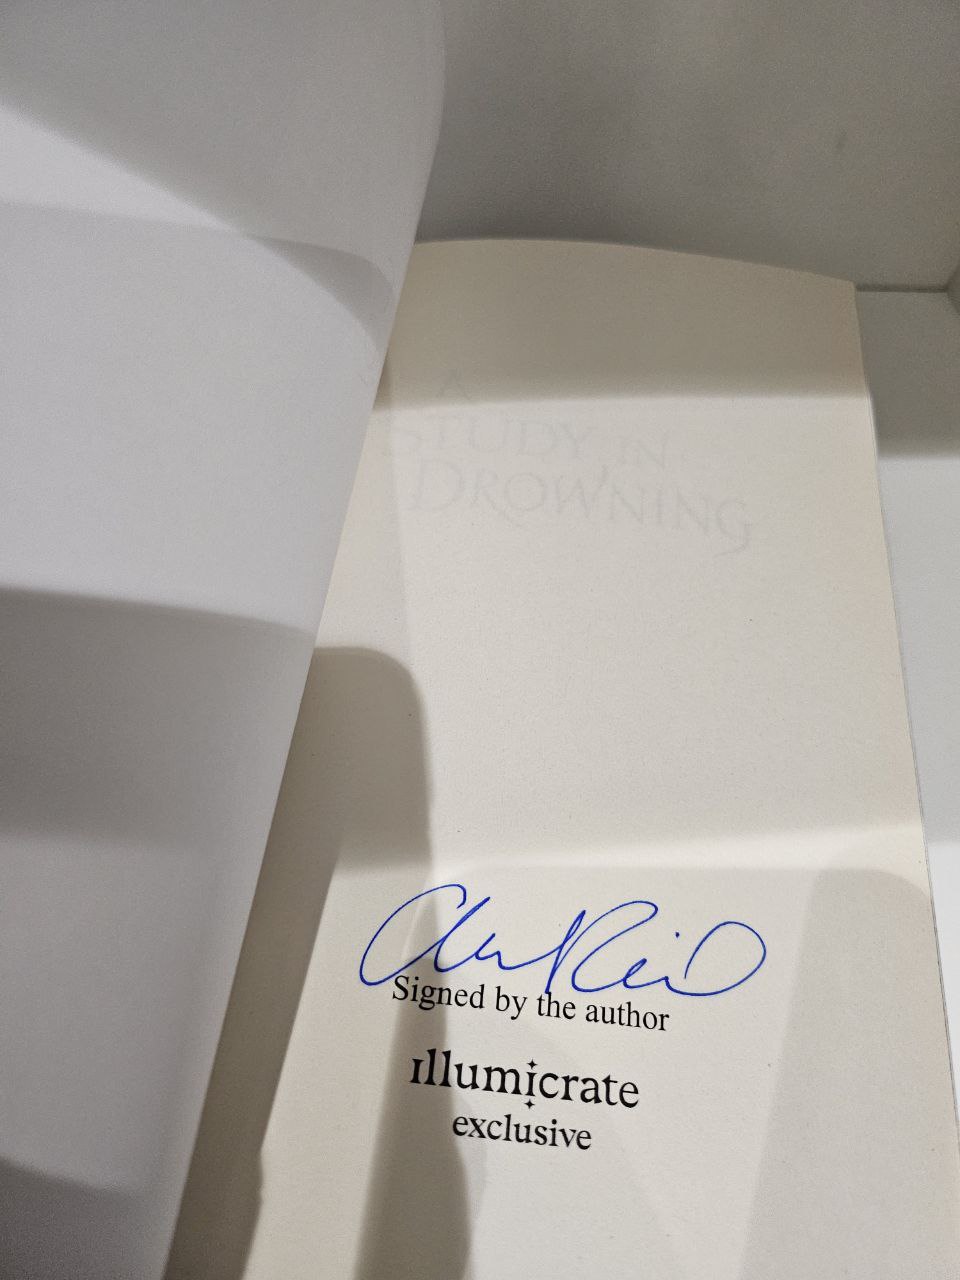 A
STUDY IN
DROWNING
Signed by the author
illumicrate
exclusive